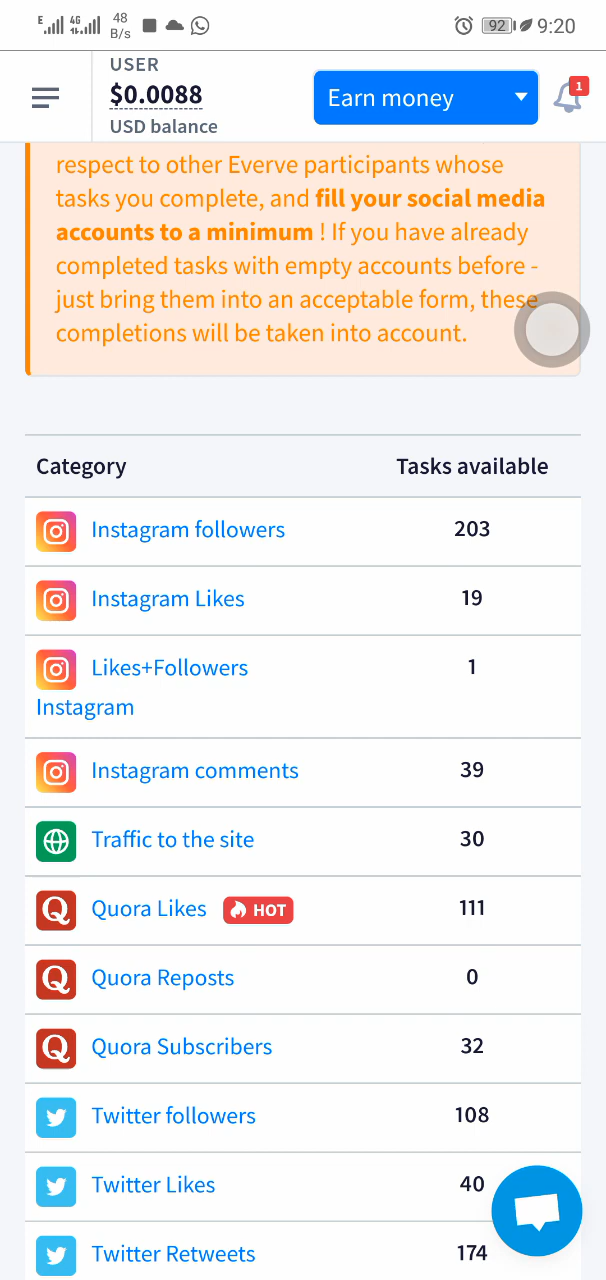 E 4G 48 B/s 92 9:20
USER
$0.0088
USD balance
Earn money
1
respect to other Everve participants whose
tasks you complete, and fill your social media
accounts to a minimum ! If you have already
completed tasks with empty accounts before -
just bring them into an acceptable form, these
completions will be taken into account.
Category Tasks available
Instagram followers 203
Instagram Likes 19
Likes+Followers 1
Instagram
Instagram comments 39
Traffic to the site 30
Quora Likes HOT 111
Quora Reposts 0
Quora Subscribers 32
Twitter followers 108
Twitter Likes 40
Twitter Retweets 174